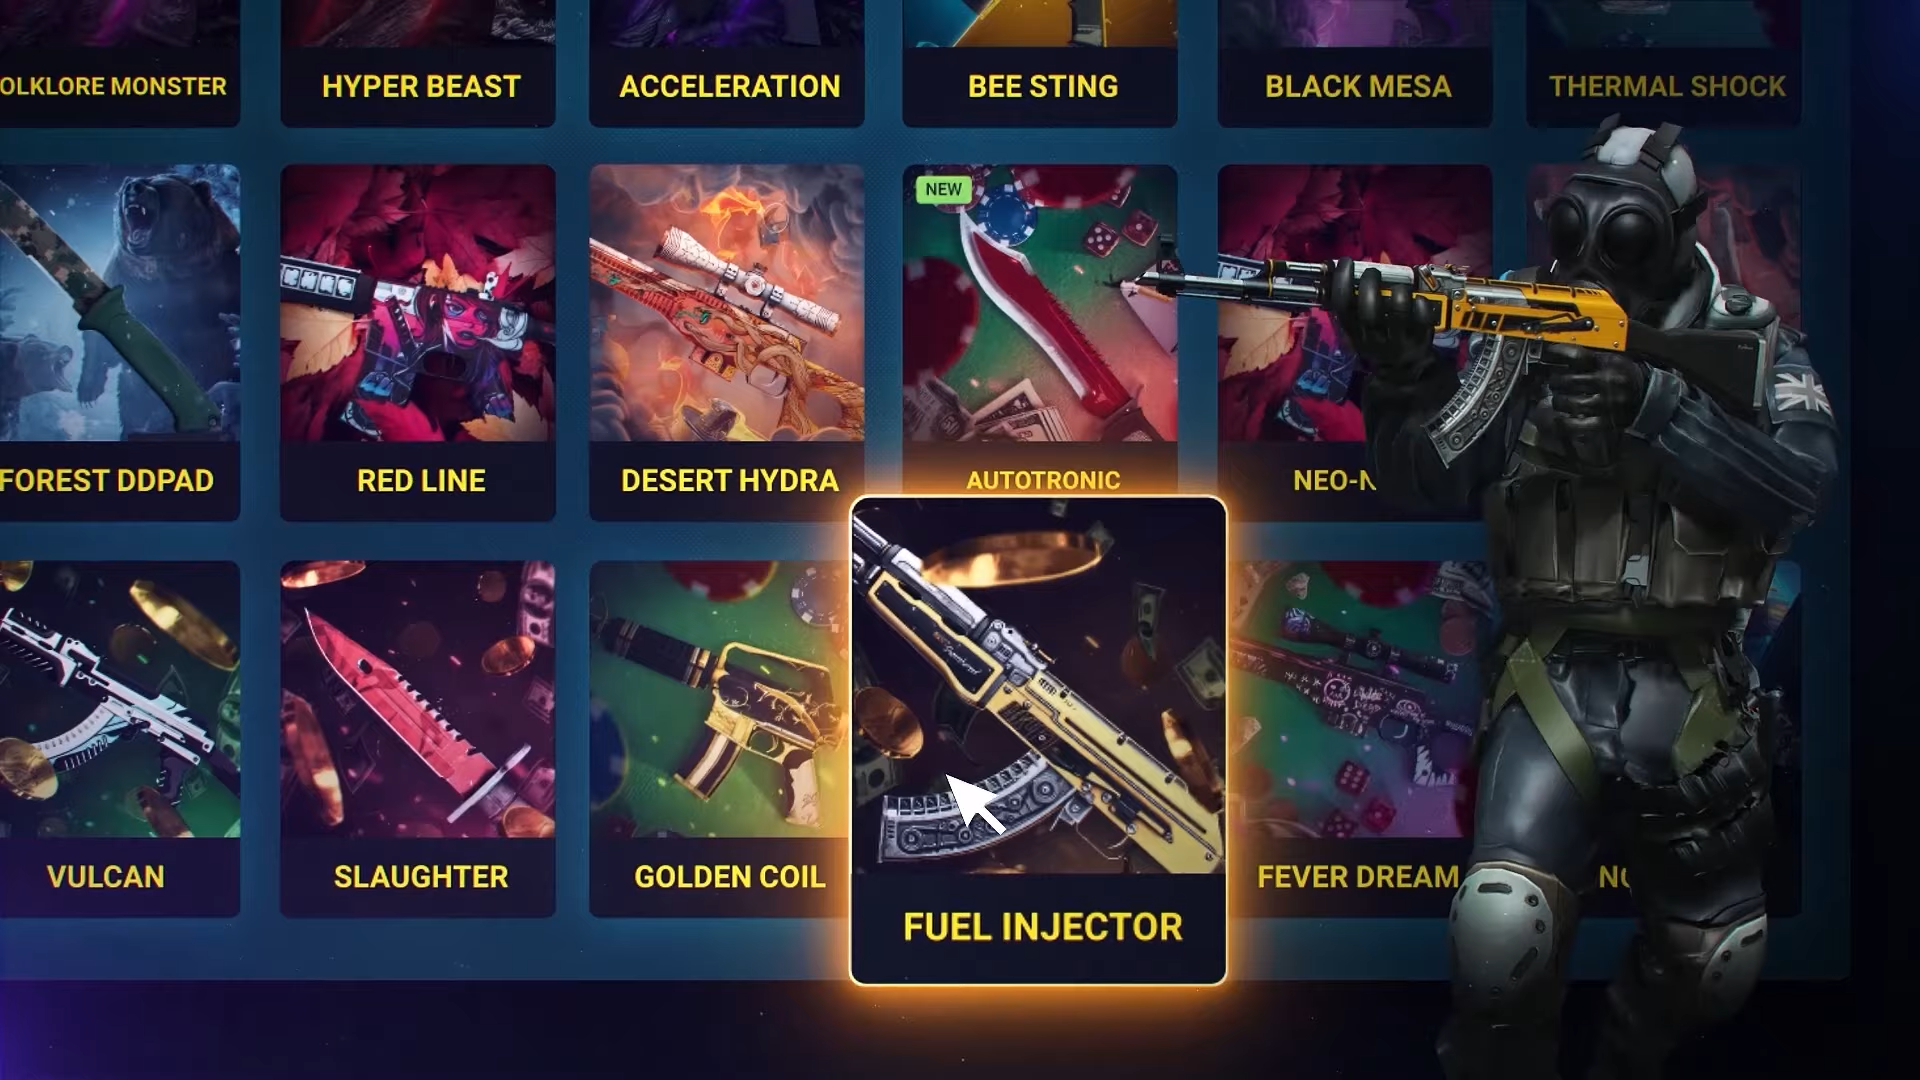 OLKLORE MONSTER
HYPER BEAST
ACCELERATION
BEE STING
BLACK MESA
THERMAL SHOCK
NEW
FOREST DDPAD
RED LINE
DESERT HYDRA
AUTOTRONIC
NEO-N
VULCAN
SLAUGHTER
GOLDEN COIL
FUEL INJECTOR
FEVER DREAM